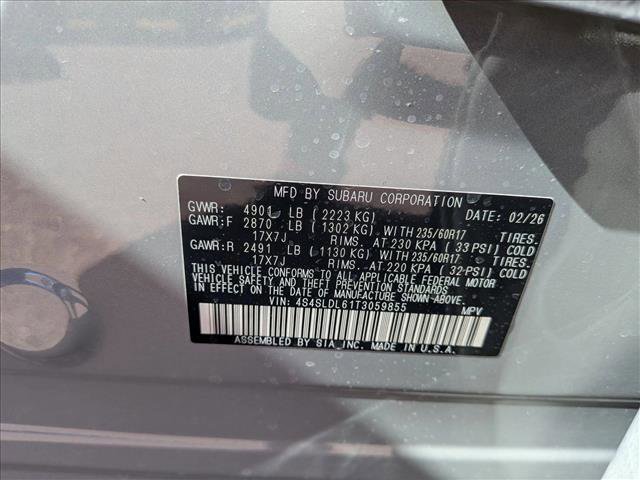 MFD BY SUBARU CORPORATION
GVWR: 4901 LB (2223 KG) DATE: 02/26
GAWR:F 2870 LB (1302 KG) WITH 235/60R17 TIRES.
17X7J RIMS. AT 230 KPA (33 PSI) COLD
GAWR:R 2491 LB (1130 KG) WITH 235/60R17 TIRES.
17X7J RIMS. AT 220 KPA (32 PSI) COLD
THIS VEHICLE CONFORMS TO ALL APPLICABLE FEDERAL MOTOR
VEHICLE SAFETY AND THEFT PREVENTION STANDARDS
IN EFFECT ON THE DATE OF MANUFACTURE SHOWN ABOVE.
VIN: 4S4SLDL61T3059855 MPV
ASSEMBLED BY SIA, INC. MADE IN U.S.A.